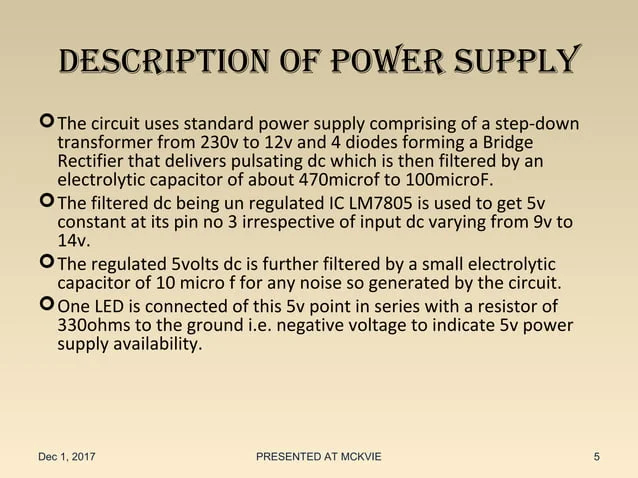 DESCRIPTION OF POWER SUPPLY
The circuit uses standard power supply comprising of a step-down
transformer from 230v to 12v and 4 diodes forming a Bridge
Rectifier that delivers pulsating dc which is then filtered by an
electrolytic capacitor of about 470microf to 100microF.
The filtered dc being un regulated IC LM7805 is used to get 5v
constant at its pin no 3 irrespective of input dc varying from 9v to
14v.
The regulated 5volts dc is further filtered by a small electrolytic
capacitor of 10 micro f for any noise so generated by the circuit.
One LED is connected of this 5v point in series with a resistor of
330ohms to the ground i.e. negative voltage to indicate 5v power
supply availability.
Dec 1, 2017 PRESENTED AT MCKVIE 5